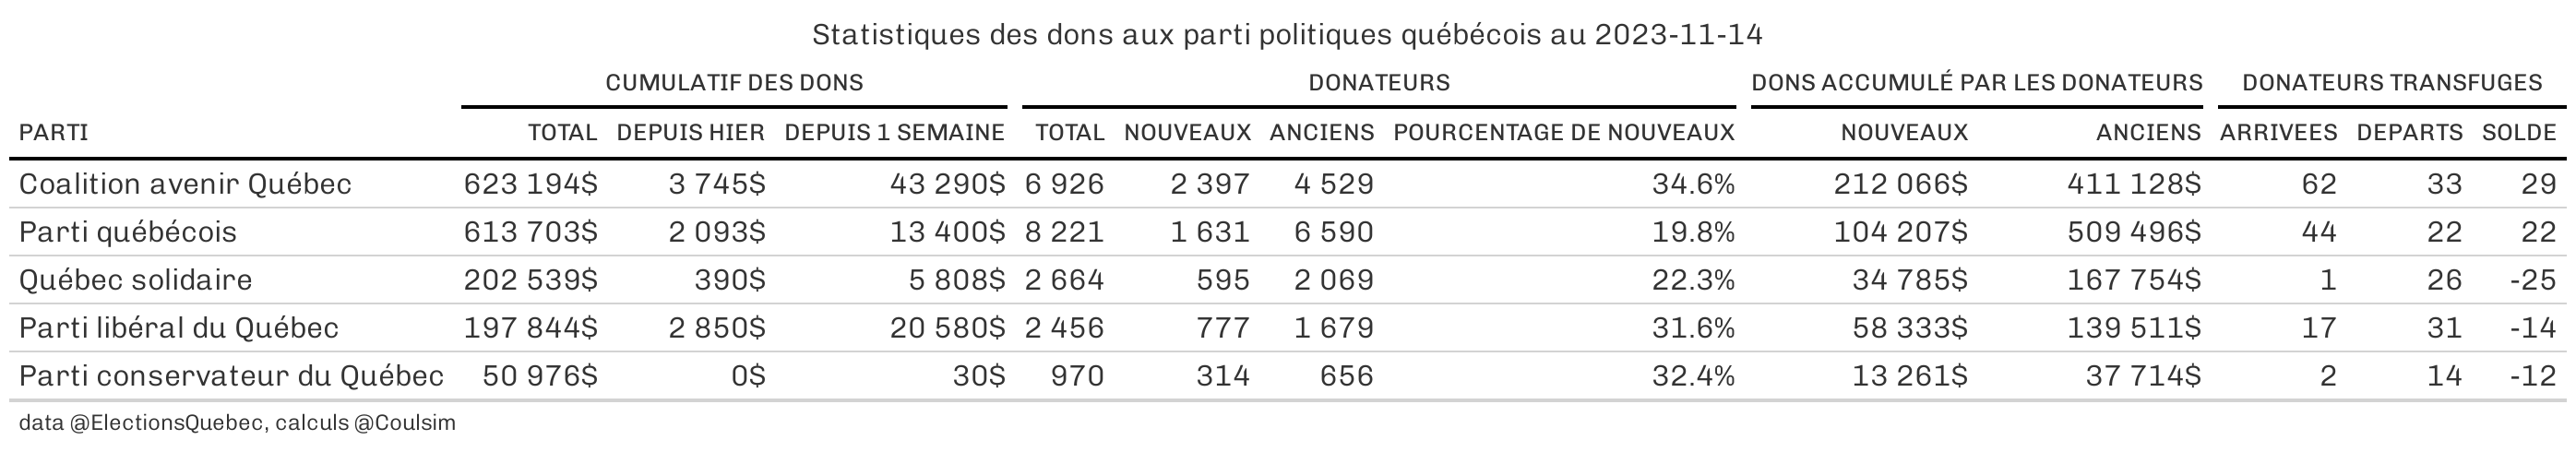 Statistiques des dons aux parti politiques québécois au 2023-11-14
CUMULATIF DES DONS DONATEURS DONS ACCUMULÉ PAR LES DONATEURS DONATEURS TRANSFUGES
PARTI TOTAL DEPUIS HIER DEPUIS 1 SEMAINE TOTAL NOUVEAUX ANCIENS POURCENTAGE DE NOUVEAUX NOUVEAUX ANCIENS ARRIVEES DEPARTS SOLDE
Coalition avenir Québec 623 194$ 3 745$ 43 290$ 6 926 2 397 4 529 34.6% 212 066$ 411 128$ 62 33 29
Parti québécois 613 703$ 2 093$ 13 400$ 8 221 1 631 6 590 19.8% 104 207$ 509 496$ 44 22 22
Québec solidaire 202 539$ 390$ 5 808$ 2 664 595 2 069 22.3% 34 785$ 167 754$ 1 26 -25
Parti libéral du Québec 197 844$ 2 850$ 20 580$ 2 456 777 1 679 31.6% 58 333$ 139 511$ 17 31 -14
Parti conservateur du Québec 50 976$ 0$ 30$ 970 314 656 32.4% 13 261$ 37 714$ 2 14 -12
data @ElectionsQuebec, calculs @Coulsim